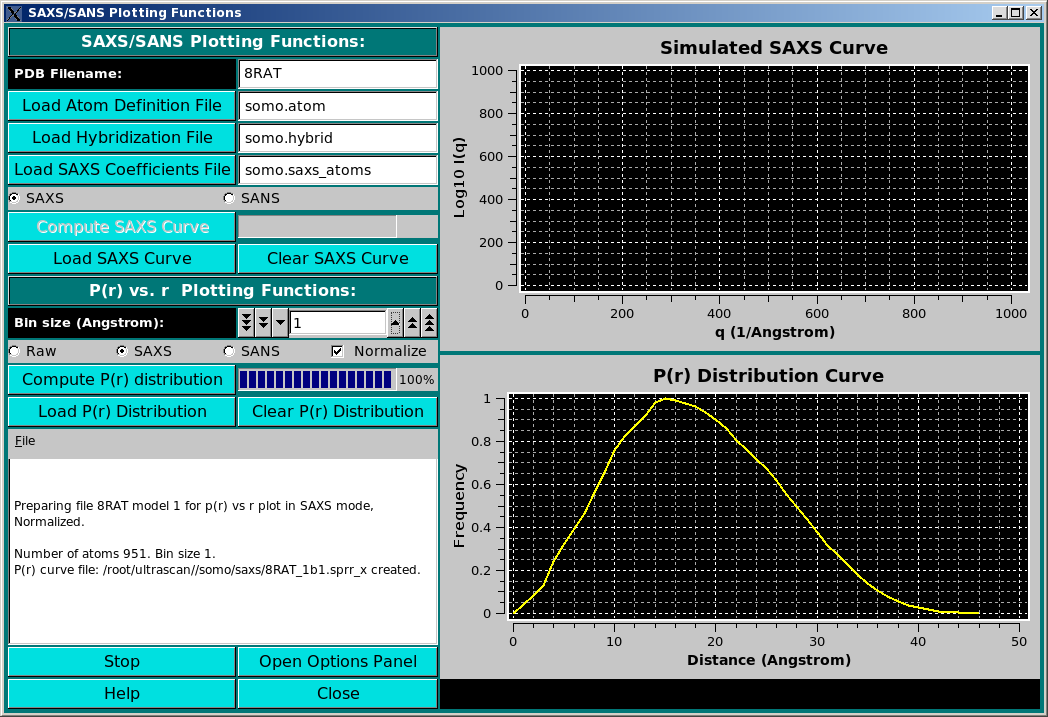 SAXS/SANS Plotting Functions
SAXS/SANS Plotting Functions:
PDB Filename: 8RAT
Load Atom Definition File somo.atom
Load Hybridization File somo.hybrid
Load SAXS Coefficients File somo.saxs_atoms
SAXS SANS
Compute SAXS Curve
Load SAXS Curve Clear SAXS Curve
P(r) vs. r Plotting Functions:
Bin size (Angstrom): 1
Raw SAXS SANS Normalize
Compute P(r) distribution 100%
Load P(r) Distribution Clear P(r) Distribution
File
Preparing file 8RAT model 1 for p(r) vs r plot in SAXS mode,
Normalized.
Number of atoms 951. Bin size 1.
P(r) curve file: /root/ultrascan//somo/saxs/8RAT_1b1.sprr_x created.
Stop Open Options Panel
Help Close
Simulated SAXS Curve
Log10 I(q)
1000
800
600
400
200
0
0 200 400 600 800 1000
q (1/Angstrom)
P(r) Distribution Curve
Frequency
1
0.8
0.6
0.4
0.2
0
0 10 20 30 40 50
Distance (Angstrom)